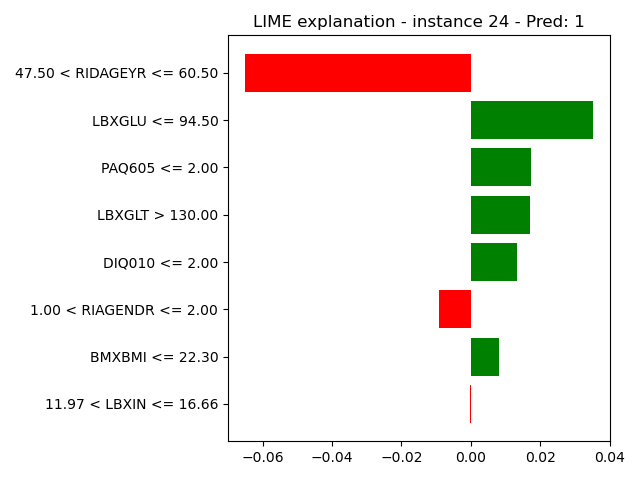 LIME explanation - instance 24 - Pred: 1
47.50 < RIDAGEYR <= 60.50
LBXGLU <= 94.50
PAQ605 <= 2.00
LBXGLT > 130.00
DIQ010 <= 2.00
1.00 < RIAGENDR <= 2.00
BMXBMI <= 22.30
11.97 < LBXIN <= 16.66
−0.06 −0.04 −0.02 0.00 0.02 0.04